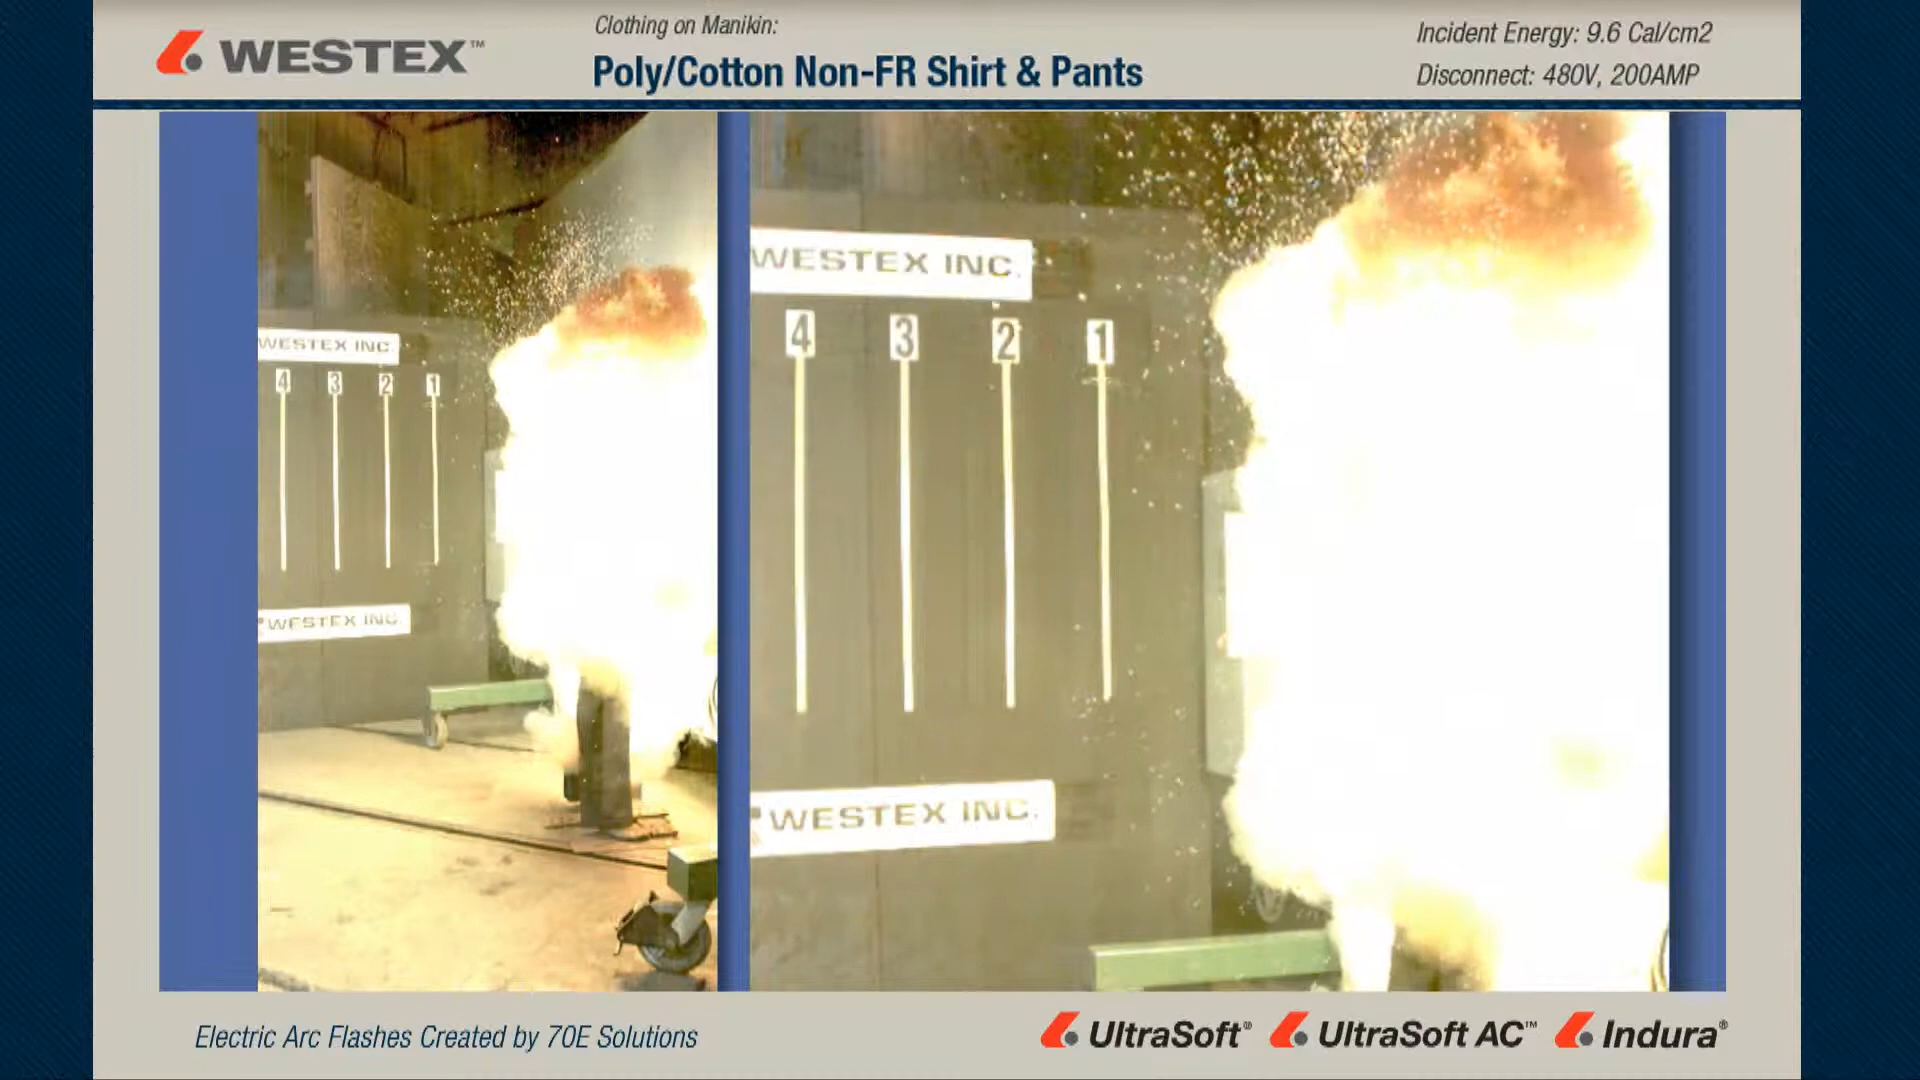 WESTEX™
Clothing on Manikin:
Poly/Cotton Non-FR Shirt & Pants
Incident Energy: 9.6 Cal/cm2
Disconnect: 480V, 200AMP
WESTEX INC.
4 3 2 1
WESTEX INC.
WESTEX INC.
4 3 2 1
WESTEX INC.
Electric Arc Flashes Created by 70E Solutions
UltraSoft® UltraSoft AC™ Indura®